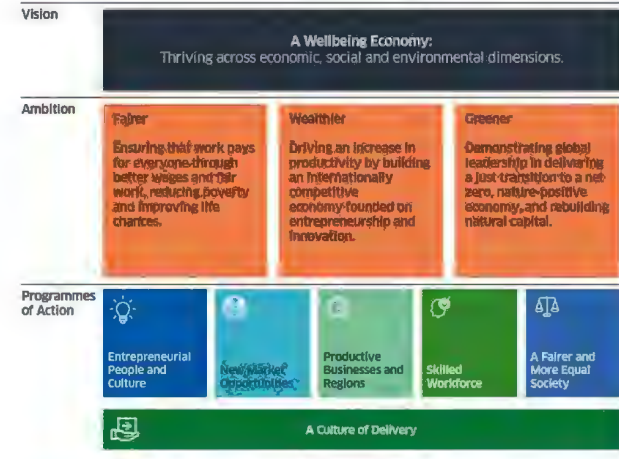 Vision
A Wellbeing Economy:
Thriving across economic, social and environmental dimensions.
Ambition
Fairer
Ensuring that work pays
for everyone through
better wages and fair
work, reducing poverty
and improving life
chances.
Wealthier
Driving an increase in
productivity by building
an internationally
competitive
economy founded on
entrepreneurship and
innovation.
Greener
Demonstrating global
leadership in delivering
a just transition to a net
zero, nature-positive
economy, and rebuilding
natural capital.
Programmes
of Action
Entrepreneurial
People and
Culture
New Market
Opportunities
Productive
Businesses and
Regions
Skilled
Workforce
A Fairer and
More Equal
Society
A Culture of Delivery